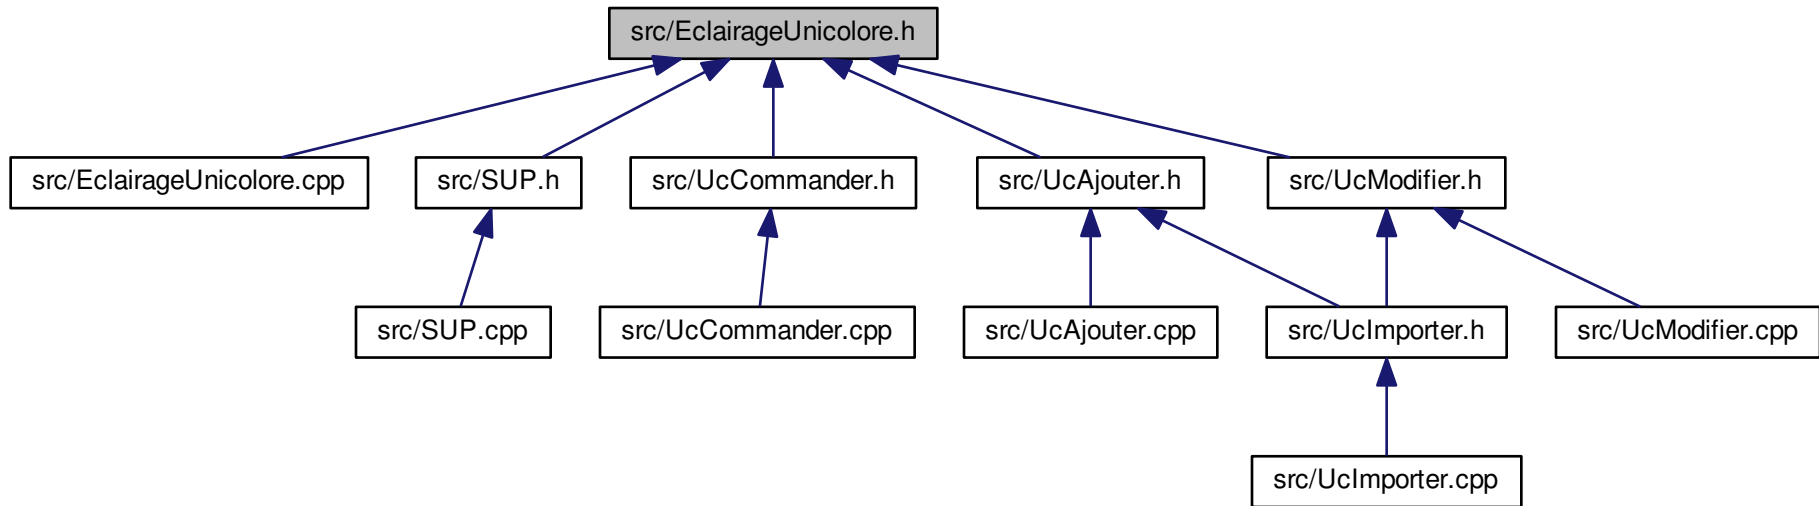 src/EclairageUnicolore.h
src/EclairageUnicolore.cpp
src/SUP.h
src/UcCommander.h
src/UcAjouter.h
src/UcModifier.h
src/SUP.cpp
src/UcCommander.cpp
src/UcAjouter.cpp
src/UcImporter.h
src/UcModifier.cpp
src/UcImporter.cpp